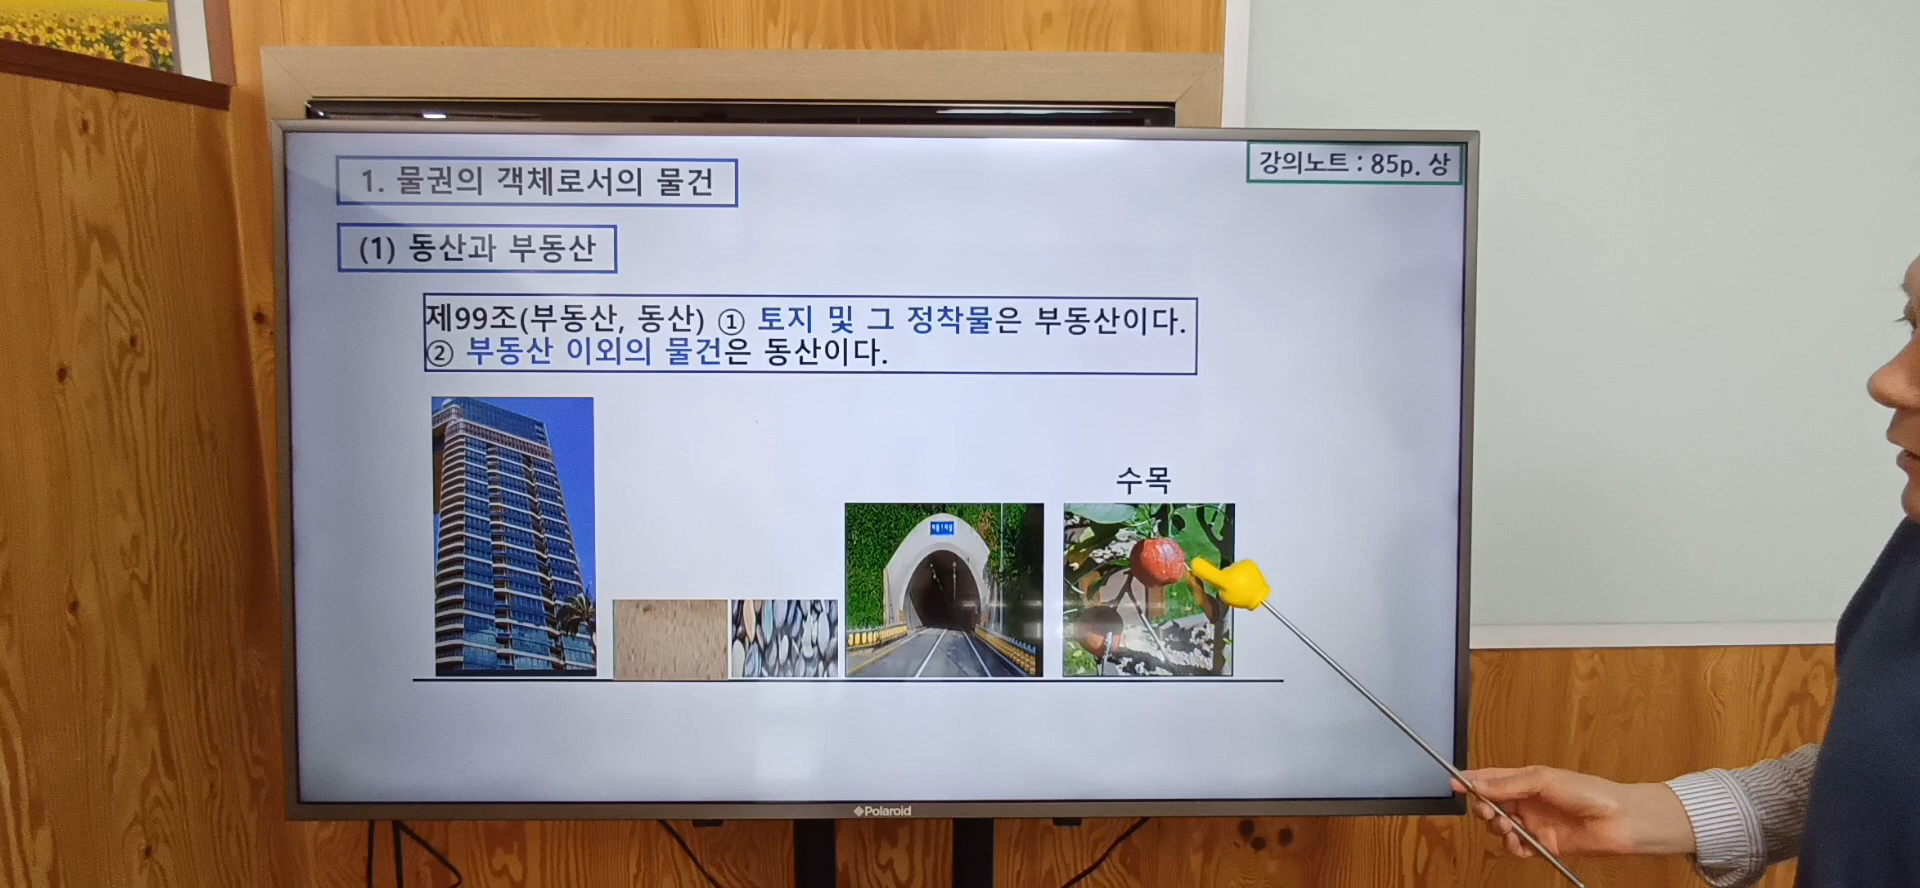 강의노트 : 85p. 상
1. 물권의 객체로서의 물건
(1) 동산과 부동산
제99조(부동산, 동산) ① 토지 및 그 정착물은 부동산이다.
② 부동산 이외의 물건은 동산이다.
수목
Polaroid